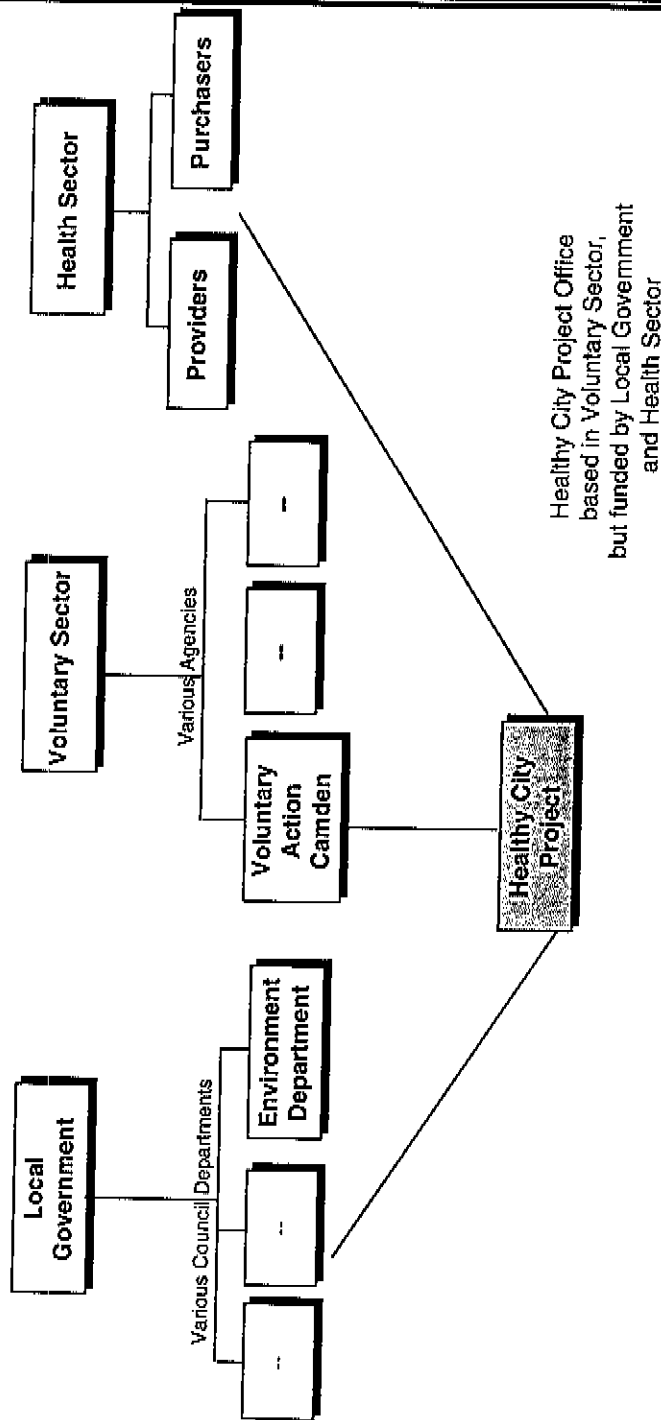 Local
Government
Voluntary Sector
Health Sector
Various Council Departments
Various Agencies
--
--
Environment
Department
Voluntary
Action
Camden
--
--
Providers
Purchasers
Healthy City
Project
Healthy City Project Office
based in Voluntary Sector,
but funded by Local Government
and Health Sector